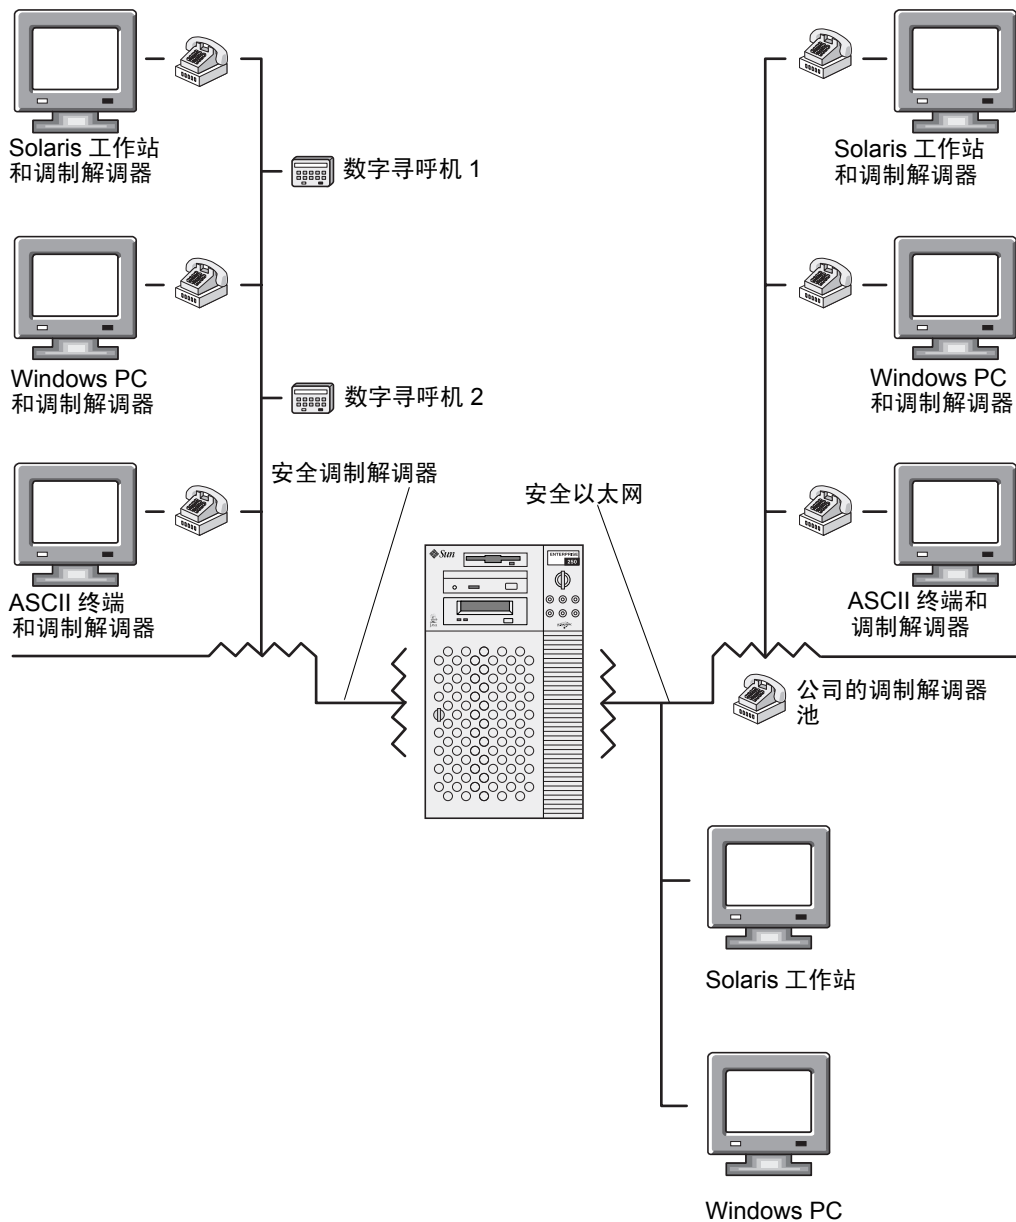 Solaris 工作站
和调制解调器
Solaris 工作站
和调制解调器
数字寻呼机 1
Windows PC
和调制解调器
Windows PC
和调制解调器
数字寻呼机 2
安全调制解调器
安全以太网
Sun
ENTERPRISE
250
ASCII 终端
和调制解调器
ASCII 终端和
调制解调器
公司的调制解调器
池
Solaris 工作站
Windows PC